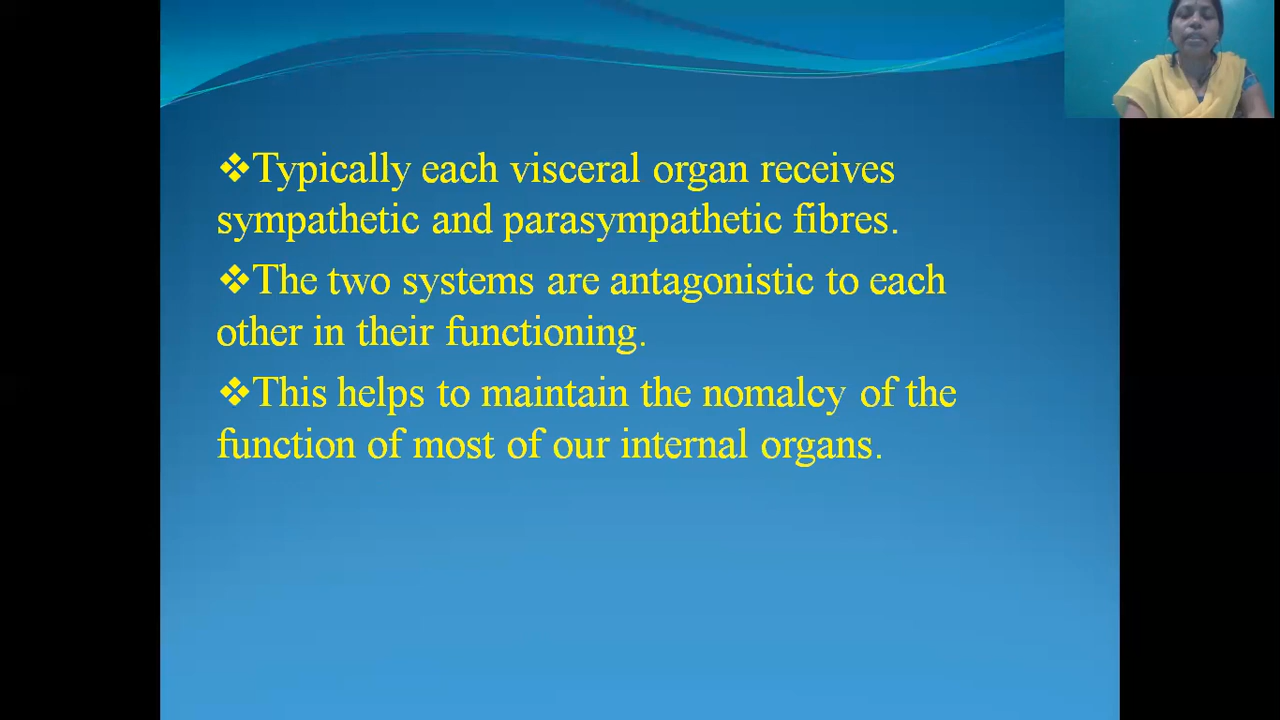 ❖Typically each visceral organ receives
sympathetic and parasympathetic fibres.
❖The two systems are antagonistic to each
other in their functioning.
❖This helps to maintain the nomalcy of the
function of most of our internal organs.